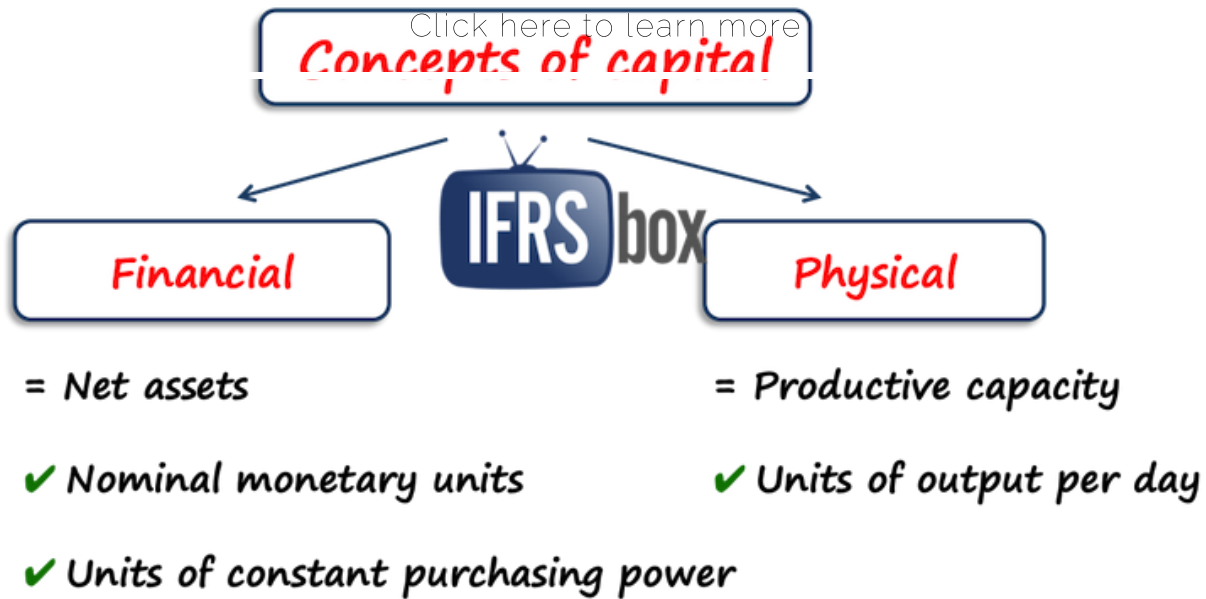 Click here to learn more
Concepts of capital
IFRS box
Financial
Physical
= Net assets
= Productive capacity
✔ Nominal monetary units
✔ Units of output per day
✔ Units of constant purchasing power